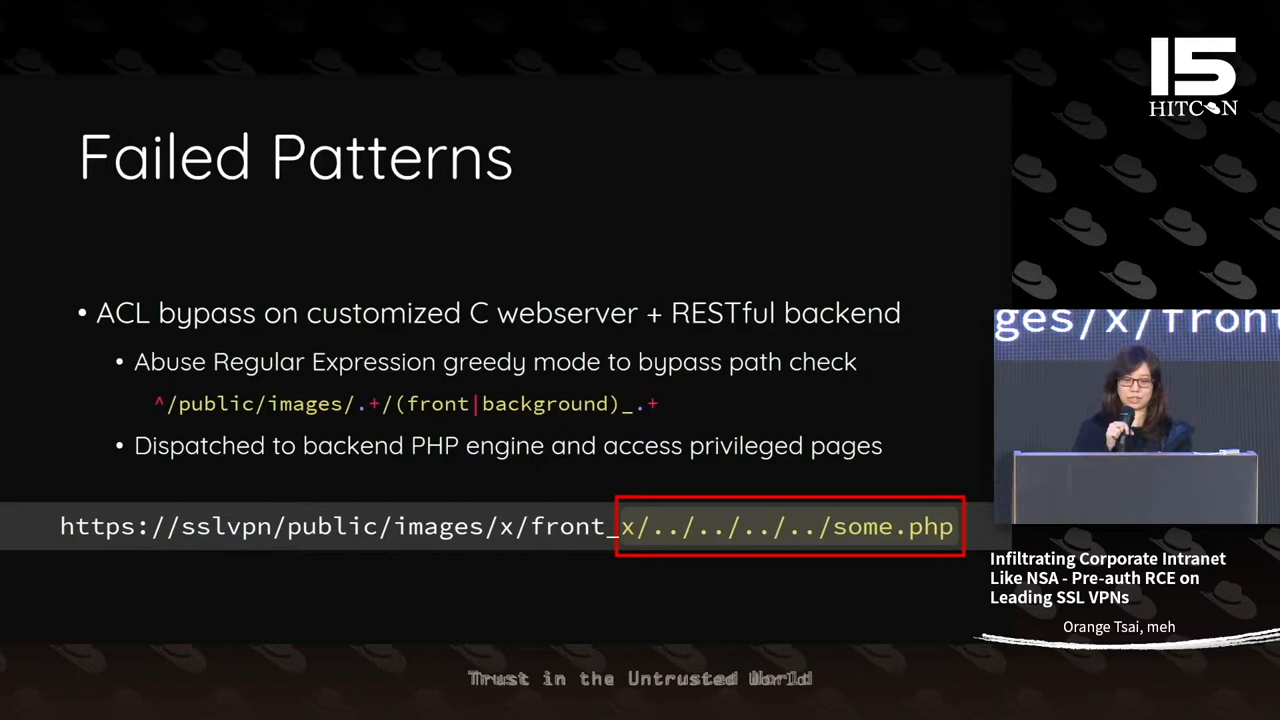 15
HITCON
Failed Patterns
• ACL bypass on customized C webserver + RESTful backend
• Abuse Regular Expression greedy mode to bypass path check
^/public/images/.+/(front|background)_.+
• Dispatched to backend PHP engine and access privileged pages
https://sslvpn/public/images/x/front_x/../../../../some.php
ges/x/front
Infiltrating Corporate Intranet
Like NSA - Pre-auth RCE on
Leading SSL VPNs
Orange Tsai, meh
Trust in the Untrusted World